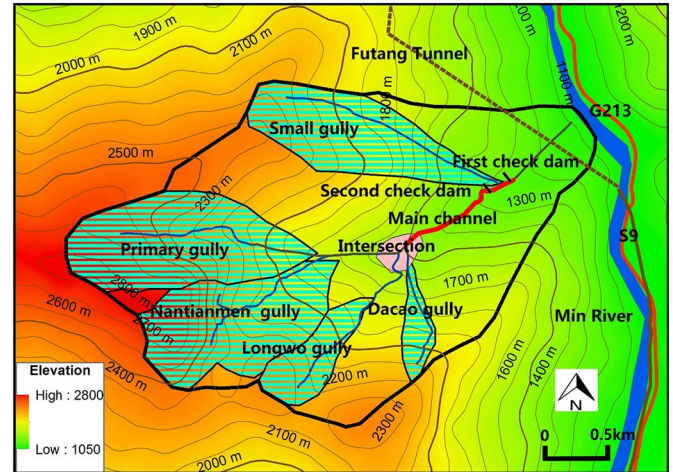 1900 m
2100 m
2000 m
Futang Tunnel
1200 m
1100 m
1800 m
G213
Small gully
2500 m
First check dam
Second check dam
2300 m
1300 m
Main channel
S9
Primary gully
Intersection
1700 m
2800 m
2600 m
Nantianmen gully
2700 m
Dacao gully
Min River
Longwo gully
2400 m
2200 m
1600 m
1400 m
Elevation
High : 2800
Low : 1050
2300 m
2100 m
2000 m
N
0 0.5km